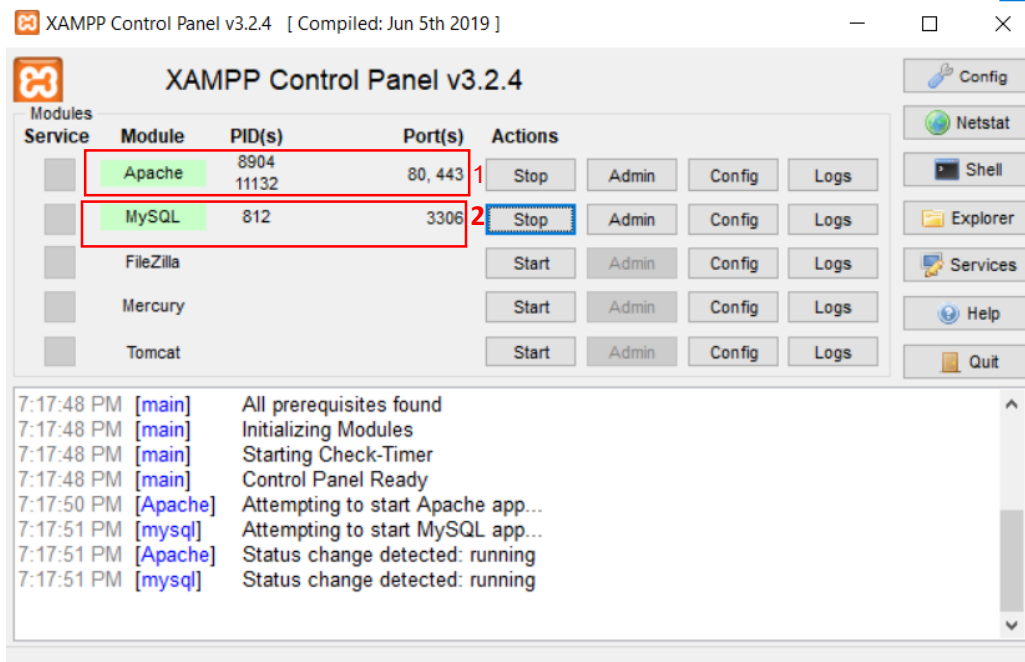 XAMPP Control Panel v3.2.4 [ Compiled: Jun 5th 2019 ]
XAMPP Control Panel v3.2.4
Config
Modules
Service Module PID(s) Port(s) Actions
Netstat
Apache 8904 11132 80, 443 1 Stop Admin Config Logs
Shell
MySQL 812 3306 2 Stop Admin Config Logs
Explorer
FileZilla Start Admin Config Logs
Services
Mercury Start Admin Config Logs
Help
Tomcat Start Admin Config Logs
Quit
7:17:48 PM [main] All prerequisites found
7:17:48 PM [main] Initializing Modules
7:17:48 PM [main] Starting Check-Timer
7:17:48 PM [main] Control Panel Ready
7:17:50 PM [Apache] Attempting to start Apache app...
7:17:51 PM [mysql] Attempting to start MySQL app...
7:17:51 PM [Apache] Status change detected: running
7:17:51 PM [mysql] Status change detected: running